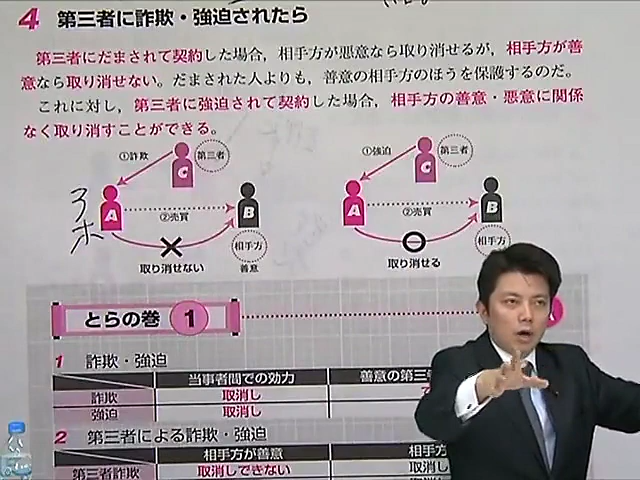 4 第三者に詐欺・強迫されたら
第三者にだまされて契約した場合，相手方が悪意なら取り消せるが，相手方が善
意なら取り消せない。だまされた人よりも，善意の相手方のほうを保護するのだ。
これに対し，第三者に強迫されて契約した場合，相手方の善意・悪意に関係
なく取り消すことができる。
①詐欺 C 第三者
①強迫 C 第三者
A ②売買 B
A ②売買 B
相手方
相手方
取り消せない 善意
取り消せる
とらの巻 1
A
1 詐欺・強迫
当事者間での効力 善意の第三
詐欺 取消し
強迫 取消し
2 第三者による詐欺・強迫
相手方が善意 相手方
第三者詐欺 取消しできない 取消し